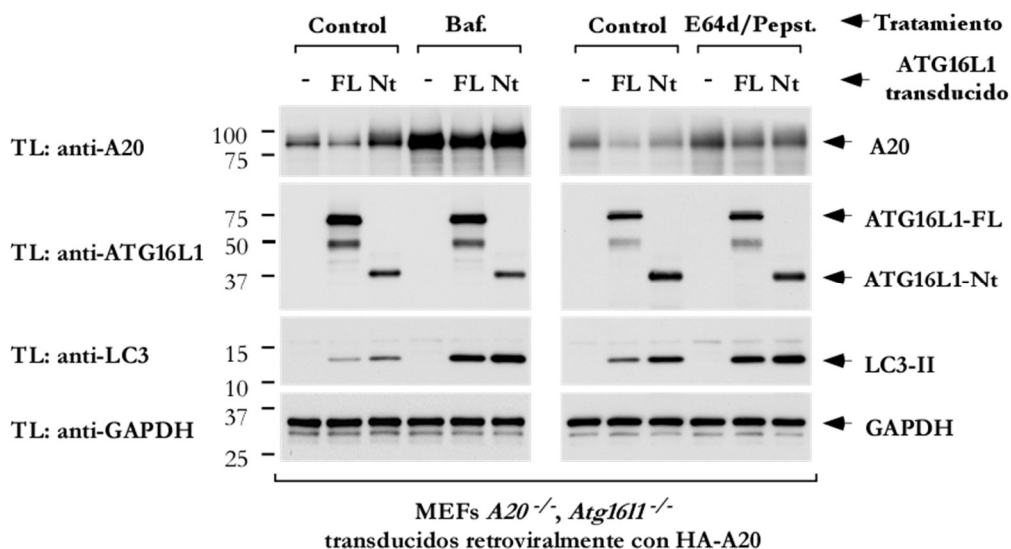 Control Baf. Control E64d/Pepst. Tratamiento
- FL Nt - FL Nt - FL Nt - FL Nt ATG16L1
transducido
TL: anti-A20 100 A20
75
TL: anti-ATG16L1 75 ATG16L1-FL
50
37 ATG16L1-Nt
TL: anti-LC3 15 LC3-II
10
TL: anti-GAPDH 37 GAPDH
25
MEFs A20 -/-, Atg16l1 -/-
transducidos retroviralmente con HA-A20